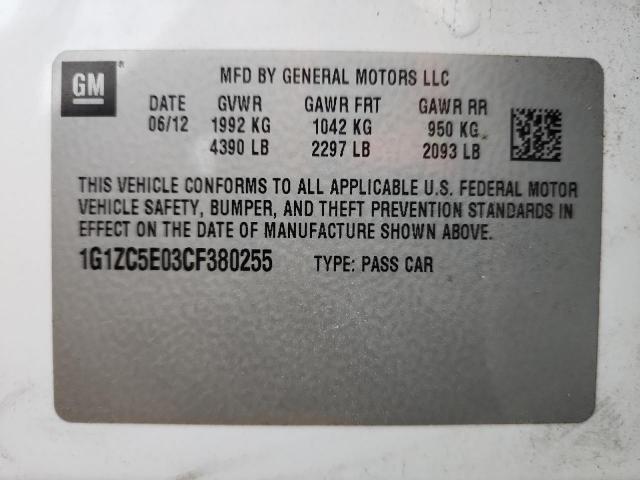 GM ® MFD BY GENERAL MOTORS LLC
DATE GVWR GAWR FRT GAWR RR
06/12 1992 KG 1042 KG 950 KG
4390 LB 2297 LB 2093 LB
THIS VEHICLE CONFORMS TO ALL APPLICABLE U.S. FEDERAL MOTOR
VEHICLE SAFETY, BUMPER, AND THEFT PREVENTION STANDARDS IN
EFFECT ON THE DATE OF MANUFACTURE SHOWN ABOVE.
1G1ZC5E03CF380255 TYPE: PASS CAR